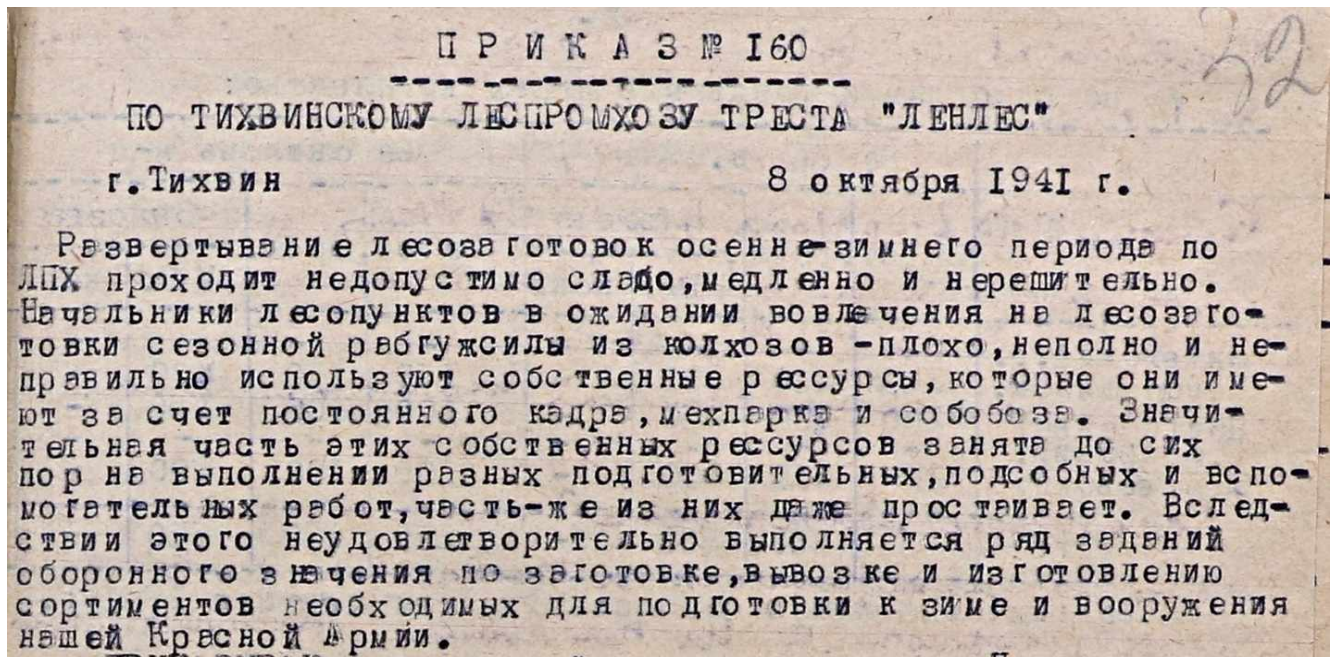 32
П Р И К А З № 160
ПО ТИХВИНСКОМУ ЛЕСПРОМХОЗУ ТРЕСТА "ЛЕНЛЕС"
г.Тихвин 8 октября 1941 г.
Развертывание лесозаготовок осенне-зимнего периода по
ЛПХ проходит недопустимо слабо,медленно и нерешительно.
Начальники лесопунктов в ожидании вовлечения на лесозаго-
товки сезонной рабгужсилы из колхозов -плохо,неполно и не-
правильно используют собственные рессурсы,которые они име-
ют за счет постоянного кадра,мехпарка и собобоза. Значи-
тельная часть этих собственных рессурсов занята до сих
пор на выполнении разных подготовительных,подсобных и вспо-
могательных работ,часть-же из них даже простаивает. Вслед-
ствии этого неудовлетворительно выполняется ряд заданий
оборонного значения по заготовке,вывозке и изготовлению
сортиментов необходимых для подготовки к зиме и вооружения
нашей Красной Армии.